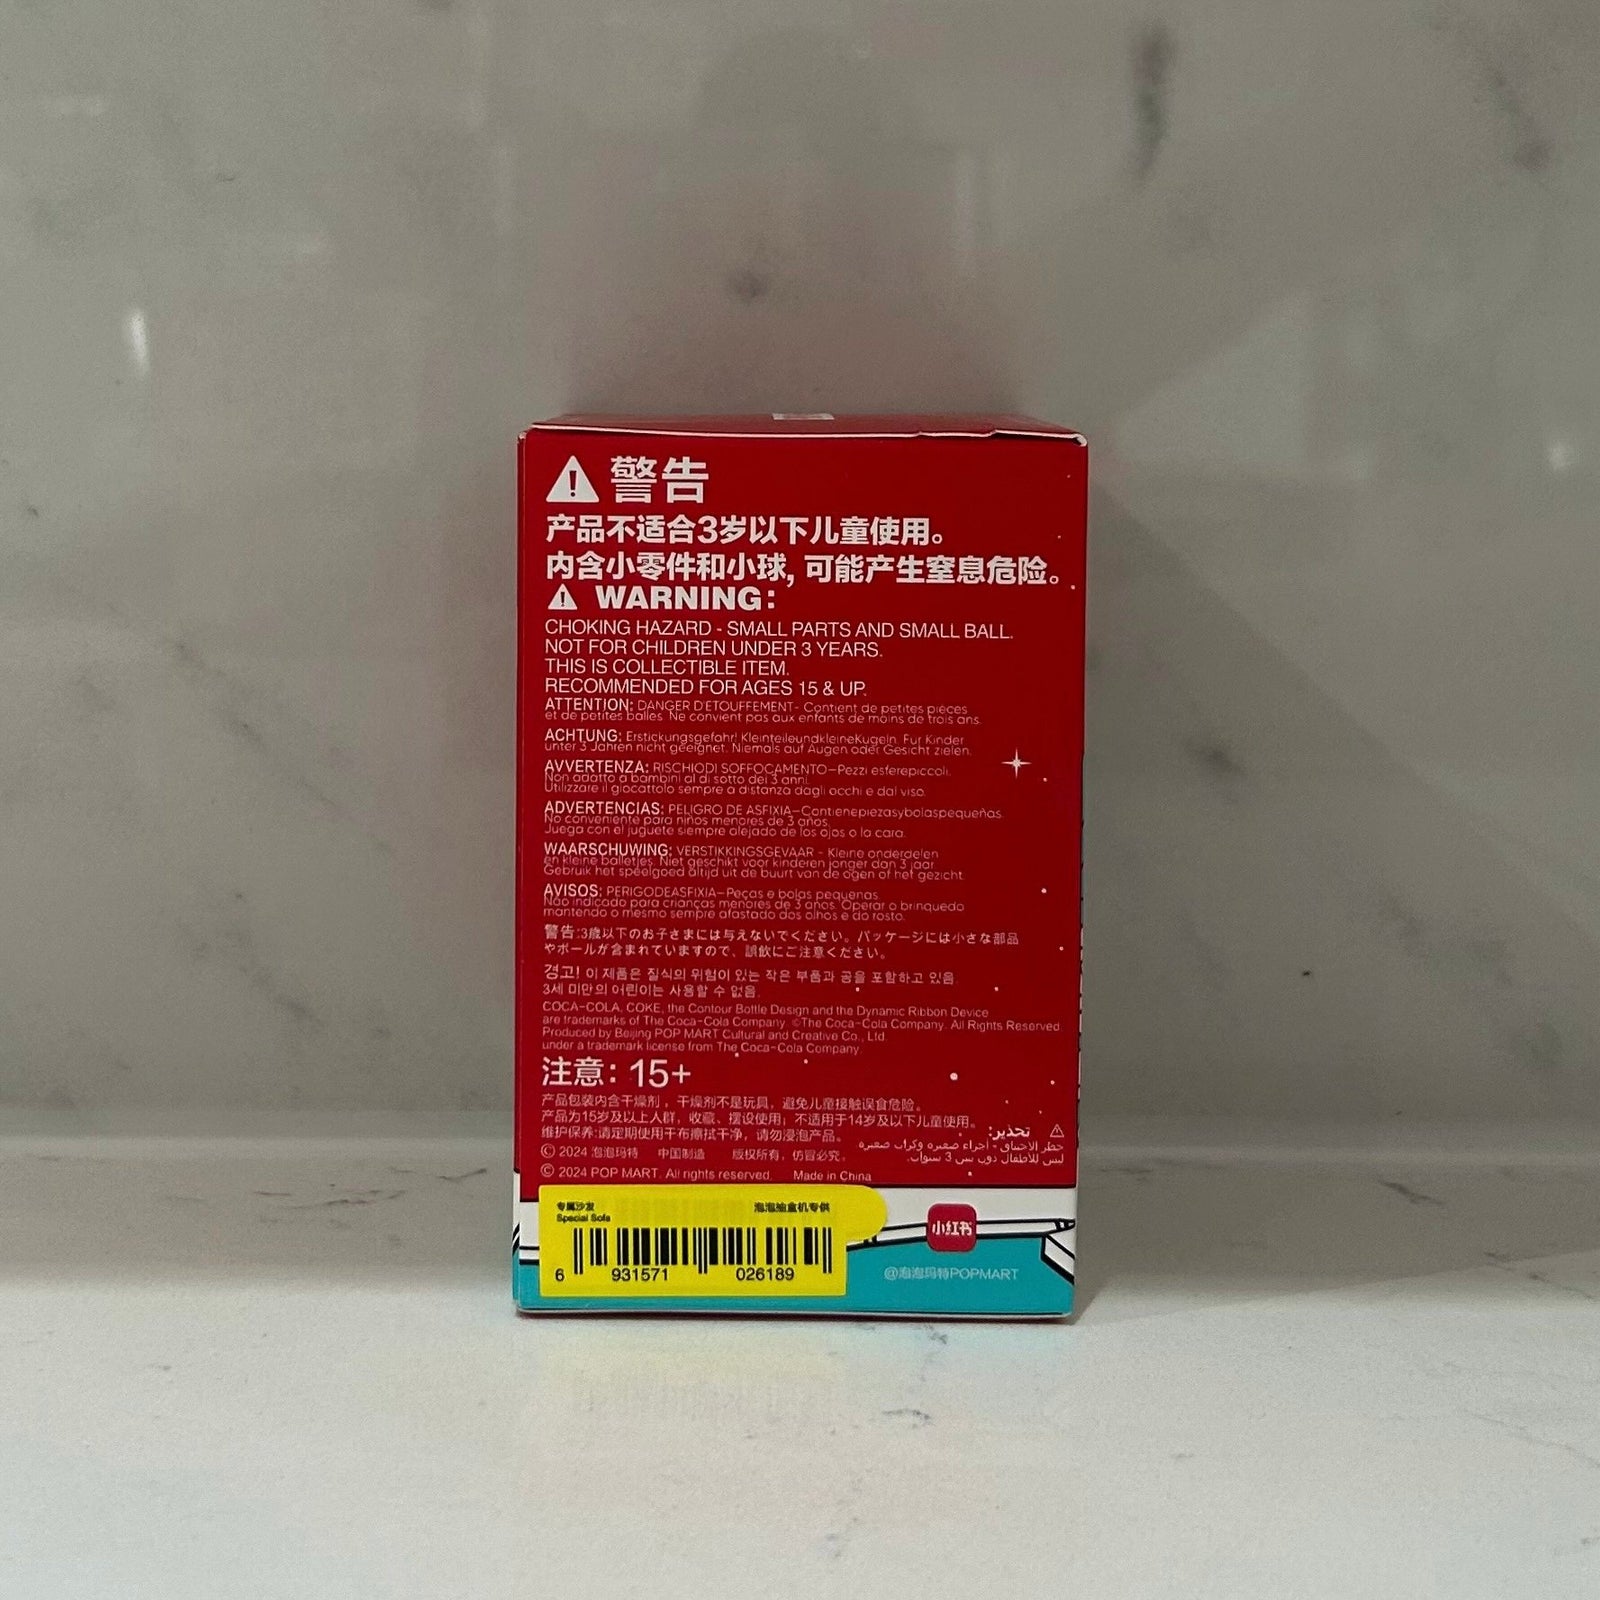 警告
产品不适合3岁以下儿童使用。
内含小零件和小球, 可能产生窒息危险。
WARNING:
CHOKING HAZARD - SMALL PARTS AND SMALL BALL.
NOT FOR CHILDREN UNDER 3 YEARS.
THIS IS COLLECTIBLE ITEM.
RECOMMENDED FOR AGES 15 & UP.
ATTENTION: DANGER D'ETOUFFEMENT- Contient de petites pièces
et de petites balles. Ne convient pas aux enfants de moins de trois ans.
ACHTUNG: Erstickungsgefahr! KleinteileundkleineKugeln. Für Kinder
unter 3 Jahren nicht geeignet. Niemals auf Augen oder Gesicht zielen.
AVVERTENZA: RISCHIODI SOFFOCAMENTO—Pezzi esferepiccoli.
Non adatto a bambini al di sotto dei 3 anni.
Utilizzare il giocattolo sempre a distanza dagli occhi e dal viso.
ADVERTENCIAS: PELIGRO DE ASFIXIA—Contienepiezasybolaspequeñas.
No conveniente para niños menores de 3 años.
Juega con el juguete siempre alejado de los ojos o la cara.
WAARSCHUWING: VERSTIKKINGSGEVAAR - Kleine onderdelen
en kleine balletjes. Niet geschikt voor kinderen jonger dan 3 jaar.
Gebruik het speelgoed altijd uit de buurt van de ogen of het gezicht.
AVISOS: PERIGODEASFIXIA—Peças e bolas pequenas.
Não indicado para crianças menores de 3 anos. Operar o brinquedo
mantendo o mesmo sempre afastado dos olhos e do rosto.
警告:3歳以下のお子さまには与えないでください。パッケージには小さな部品
やボールが含まれていますので、誤飲にご注意ください。
경고! 이 제품은 질식의 위험이 있는 작은 부품과 공을 포함하고 있음.
3세 미만의 어린이는 사용할 수 없음.
COCA-COLA, COKE, the Contour Bottle Design and the Dynamic Ribbon Device
are trademarks of The Coca-Cola Company. ©The Coca-Cola Company. All Rights Reserved.
Produced by Beijing POP MART Cultural and Creative Co., Ltd.
under a trademark license from The Coca-Cola Company.
注意: 15+
产品包装内含干燥剂，干燥剂不是玩具，避免儿童接触误食危险。
产品为15岁及以上人群，收藏、摆设使用；不适用于14岁及以下儿童使用。
维护保养:请定期使用干布擦拭干净，请勿浸泡产品。
تحذير:
خطر الاختناق - أجزاء صغيرة وكرات صغيرة
ليس للأطفال دون سن 3 سنوات.
© 2024 泡泡玛特 中国制造 版权所有，仿冒必究。
© 2024 POP MART. All rights reserved. Made in China
专属沙发 泡泡抽盒机专供
Special Sofa
6 931571 026189
小红书
@泡泡玛特POPMART